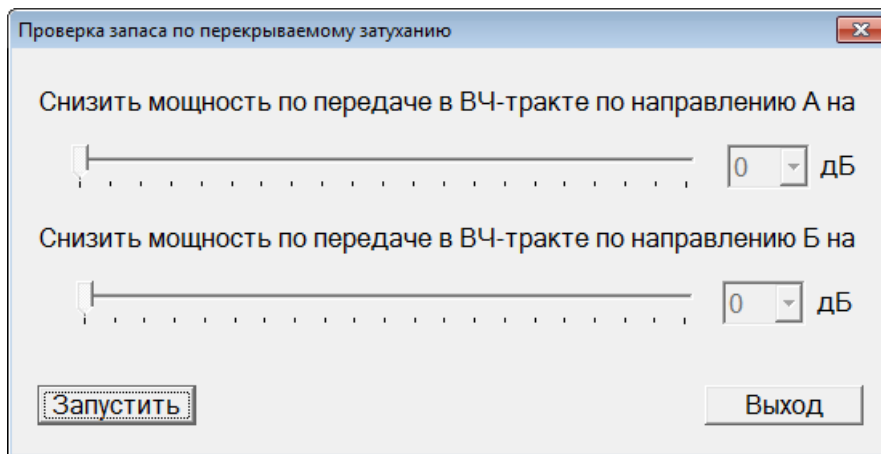 Проверка запаса по перекрываемому затуханию
Снизить мощность по передаче в ВЧ-тракте по направлению А на
0 дБ
Снизить мощность по передаче в ВЧ-тракте по направлению Б на
0 дБ
Запустить Выход